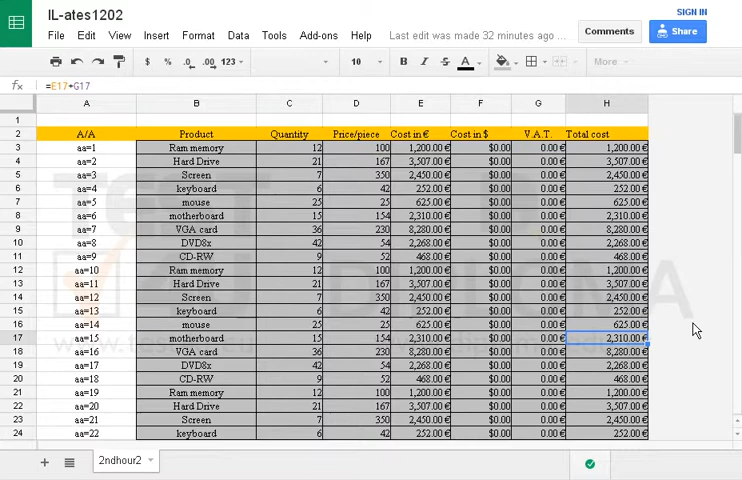 IL-ates1202
SIGN IN
File Edit View Insert Format Data Tools Add-ons Help Last edit was made 32 minutes ago ... Comments Share
$ % .0 .00 123 10 B I S A More
fx =E17+G17
A B C D E F G H
1
2 A/A Product Quantity Price/piece Cost in € Cost in $ V.A.T. Total cost
3 aa=1 Ram memory 12 100 1,200.00 € $0.00 0.00 € 1,200.00 €
4 aa=2 Hard Drive 21 167 3,507.00 € $0.00 0.00 € 3,507.00 €
5 aa=3 Screen 7 350 2,450.00 € $0.00 0.00 € 2,450.00 €
6 aa=4 keyboard 6 42 252.00 € $0.00 0.00 € 252.00 €
7 aa=5 mouse 25 25 625.00 € $0.00 0.00 € 625.00 €
8 aa=6 motherboard 15 154 2,310.00 € $0.00 0.00 € 2,310.00 €
9 aa=7 VGA card 36 230 8,280.00 € $0.00 0.00 € 8,280.00 €
10 aa=8 DVD8x 42 54 2,268.00 € $0.00 0.00 € 2,268.00 €
11 aa=9 CD-RW 9 52 468.00 € $0.00 0.00 € 468.00 €
12 aa=10 Ram memory 12 100 1,200.00 € $0.00 0.00 € 1,200.00 €
13 aa=11 Hard Drive 21 167 3,507.00 € $0.00 0.00 € 3,507.00 €
14 aa=12 Screen 7 350 2,450.00 € $0.00 0.00 € 2,450.00 €
15 aa=13 keyboard 6 42 252.00 € $0.00 0.00 € 252.00 €
16 aa=14 mouse 25 25 625.00 € $0.00 0.00 € 625.00 €
17 aa=15 motherboard 15 154 2,310.00 € $0.00 0.00 € 2,310.00 €
18 aa=16 VGA card 36 230 8,280.00 € $0.00 0.00 € 8,280.00 €
19 aa=17 DVD8x 42 54 2,268.00 € $0.00 0.00 € 2,268.00 €
20 aa=18 CD-RW 9 52 468.00 € $0.00 0.00 € 468.00 €
21 aa=19 Ram memory 12 100 1,200.00 € $0.00 0.00 € 1,200.00 €
22 aa=20 Hard Drive 21 167 3,507.00 € $0.00 0.00 € 3,507.00 €
23 aa=21 Screen 7 350 2,450.00 € $0.00 0.00 € 2,450.00 €
24 aa=22 keyboard 6 42 252.00 € $0.00 0.00 € 252.00 €
2ndhour2